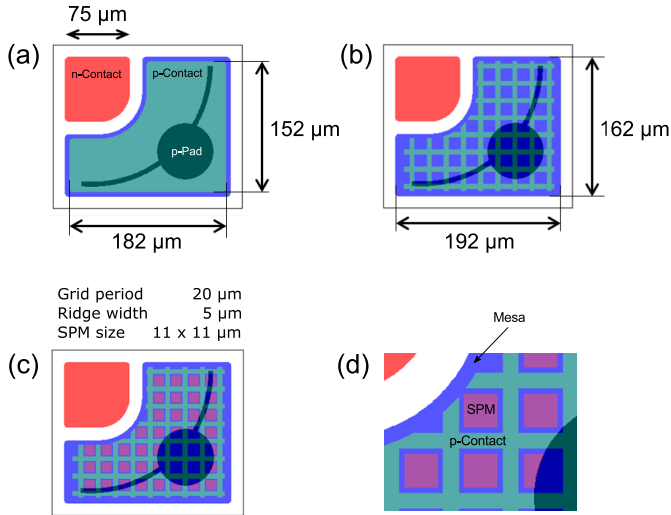 75 µm
(a)
n-Contact
p-Contact
p-Pad
152 µm
182 µm
(b)
162 µm
192 µm
Grid period 20 µm
Ridge width 5 µm
SPM size 11 x 11 µm
(c)
(d)
Mesa
SPM
p-Contact